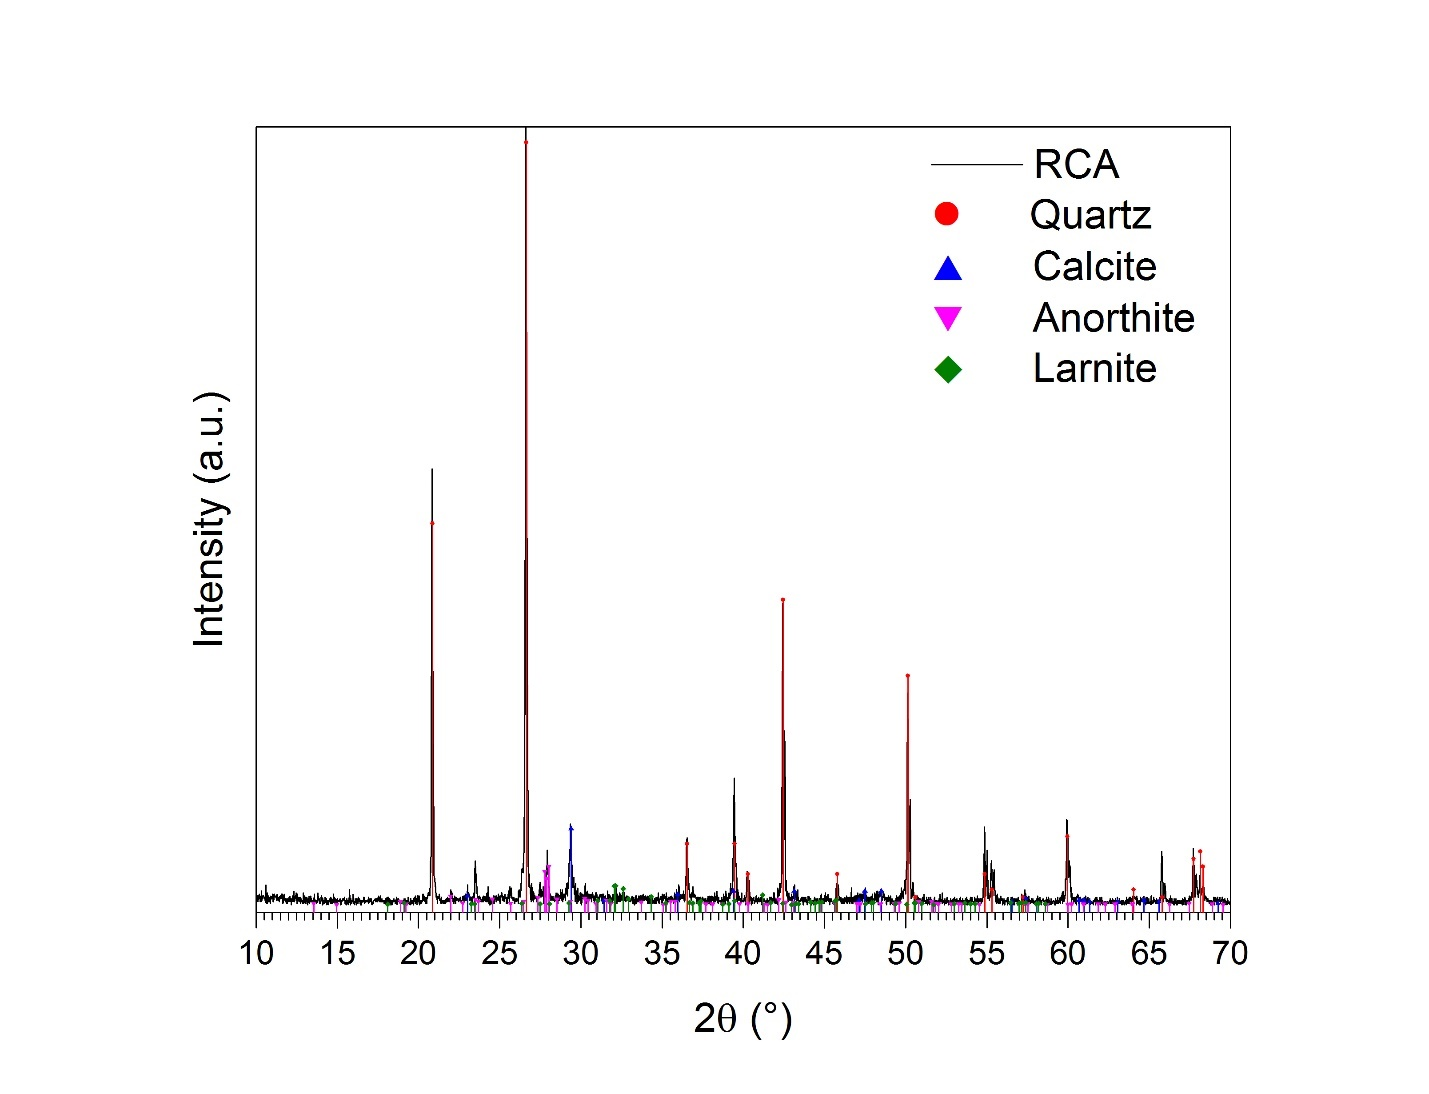 RCA
Quartz
Calcite
Anorthite
Larnite
Intensity (a.u.)
10 15 20 25 30 35 40 45 50 55 60 65 70
2θ (°)